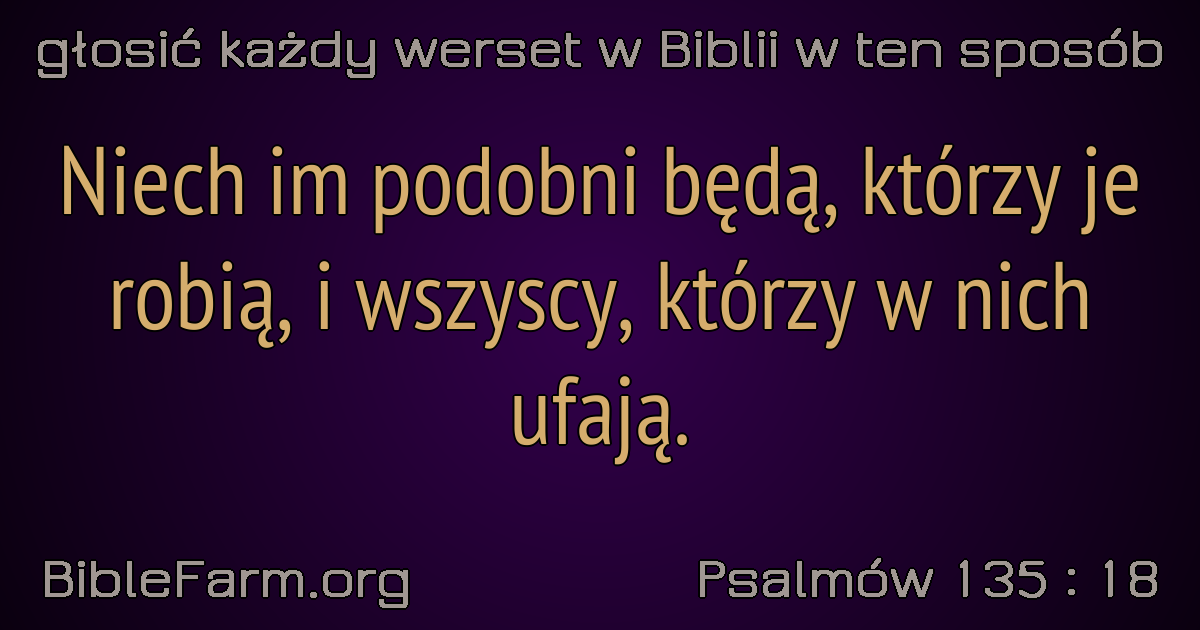 głosić każdy werset w Biblii w ten sposób
Niech im podobni będą, którzy je
robią, i wszyscy, którzy w nich
ufają.
BibleFarm.org
Psalmów 135 : 18